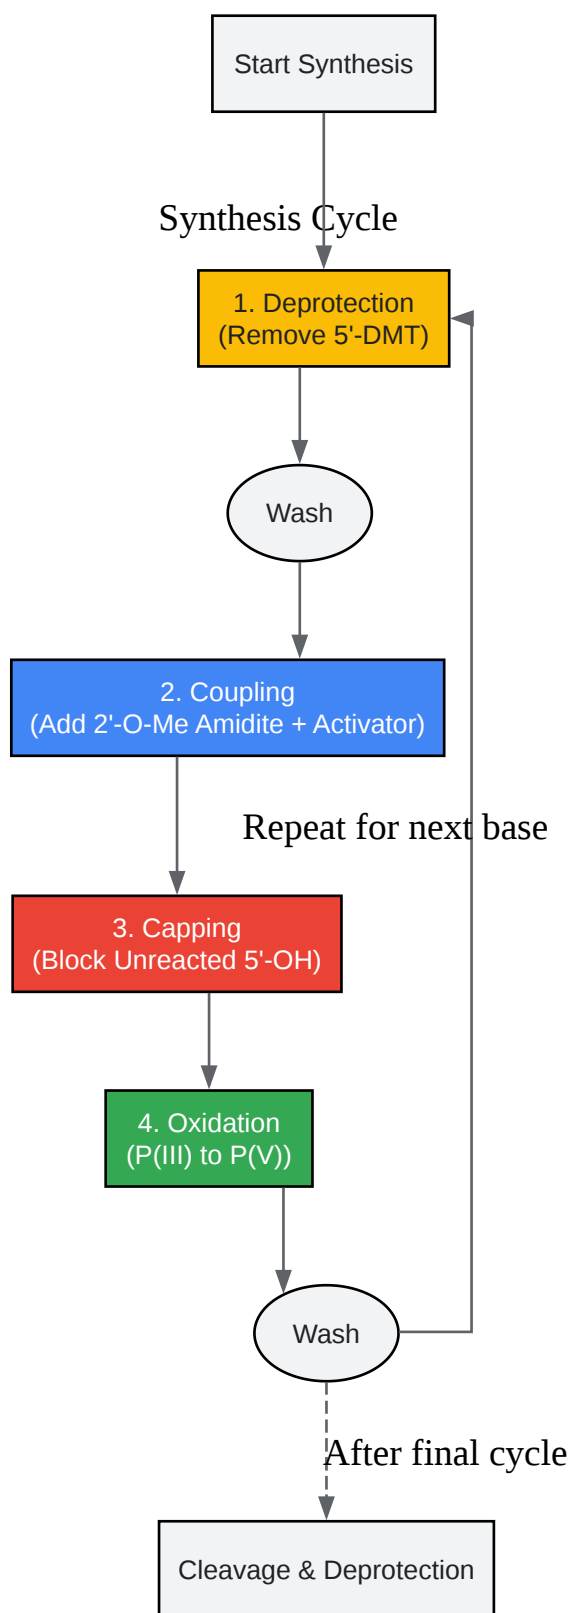 Start Synthesis
Synthesis Cycle
1. Deprotection
(Remove 5'-DMT)
Wash
2. Coupling
(Add 2'-O-Me Amidite + Activator)
Repeat for next base
3. Capping
(Block Unreacted 5'-OH)
4. Oxidation
(P(III) to P(V))
Wash
After final cycle
Cleavage & Deprotection